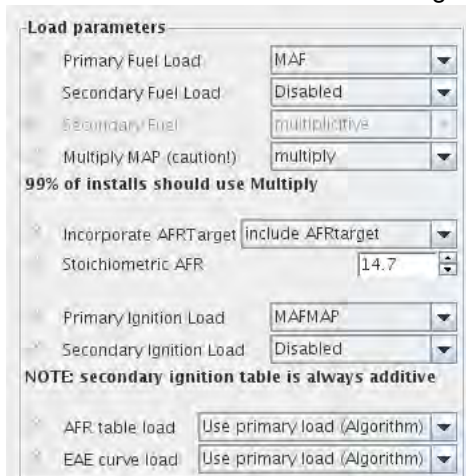 Load parameters
Primary Fuel Load MAF
Secondary Fuel Load Disabled
Secondary Fuel multiplicitive
Multiply MAP (caution!) multiply
99% of installs should use Multiply
Incorporate AFRTarget include AFRtarget
Stoichiometric AFR 14.7
Primary Ignition Load MAFMAP
Secondary Ignition Load Disabled
NOTE: secondary ignition table is always additive
AFR table load Use primary load (Algorithm)
EAE curve load Use primary load (Algorithm)